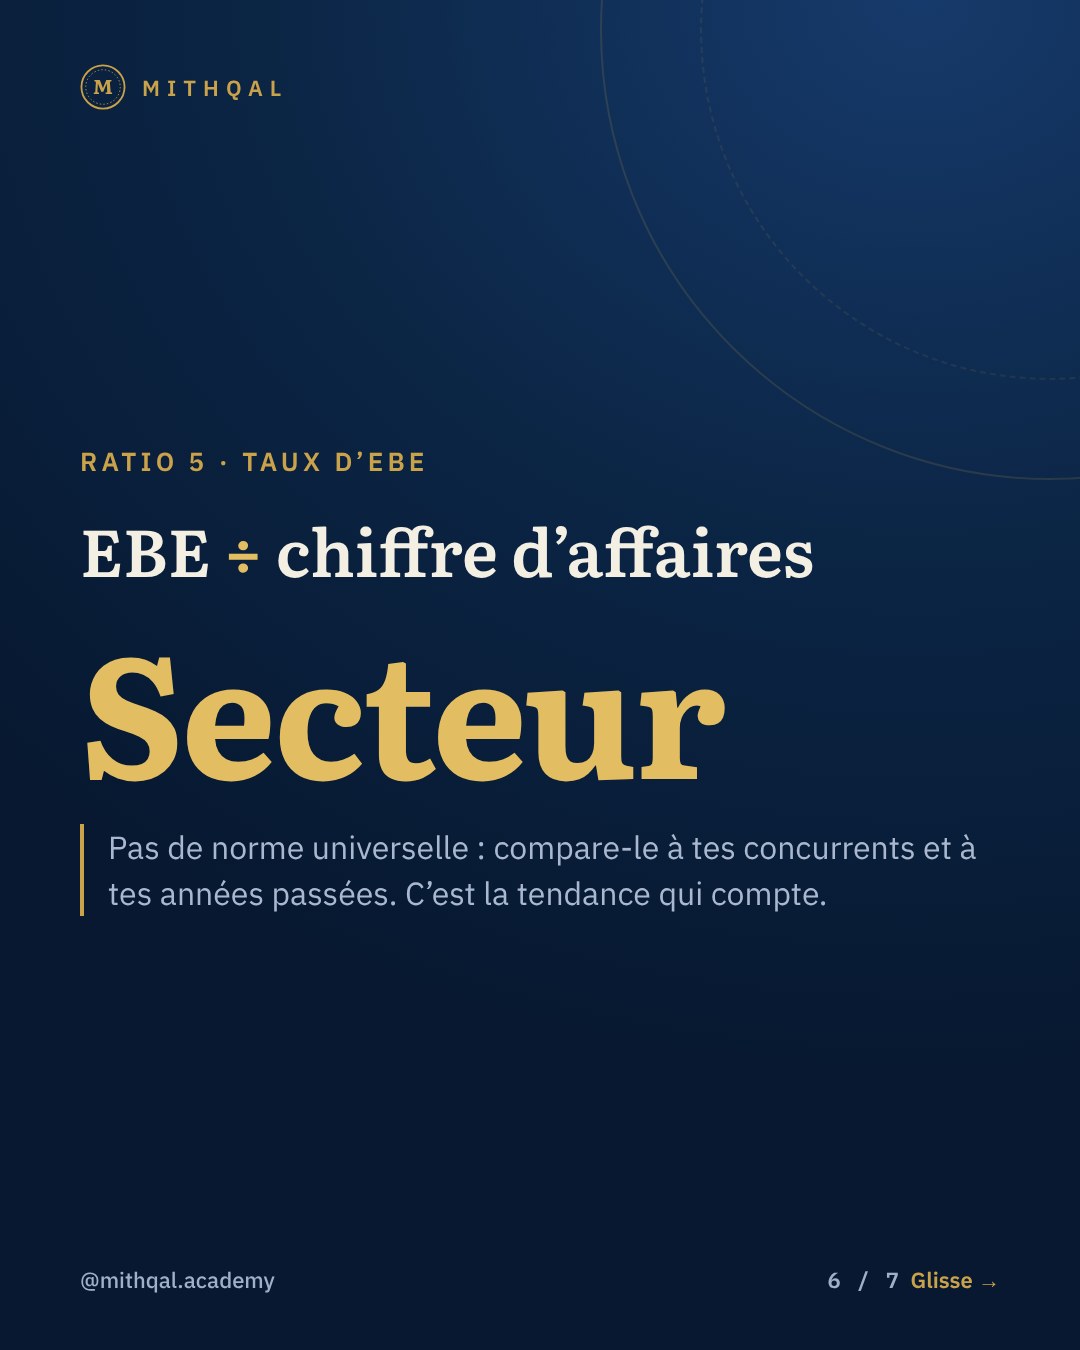 M MITHQAL
RATIO 5 · TAUX D’EBE
EBE ÷ chiffre d’affaires
Secteur
Pas de norme universelle : compare-le à tes concurrents et à
tes années passées. C’est la tendance qui compte.
@mithqal.academy
6 / 7 Glisse →